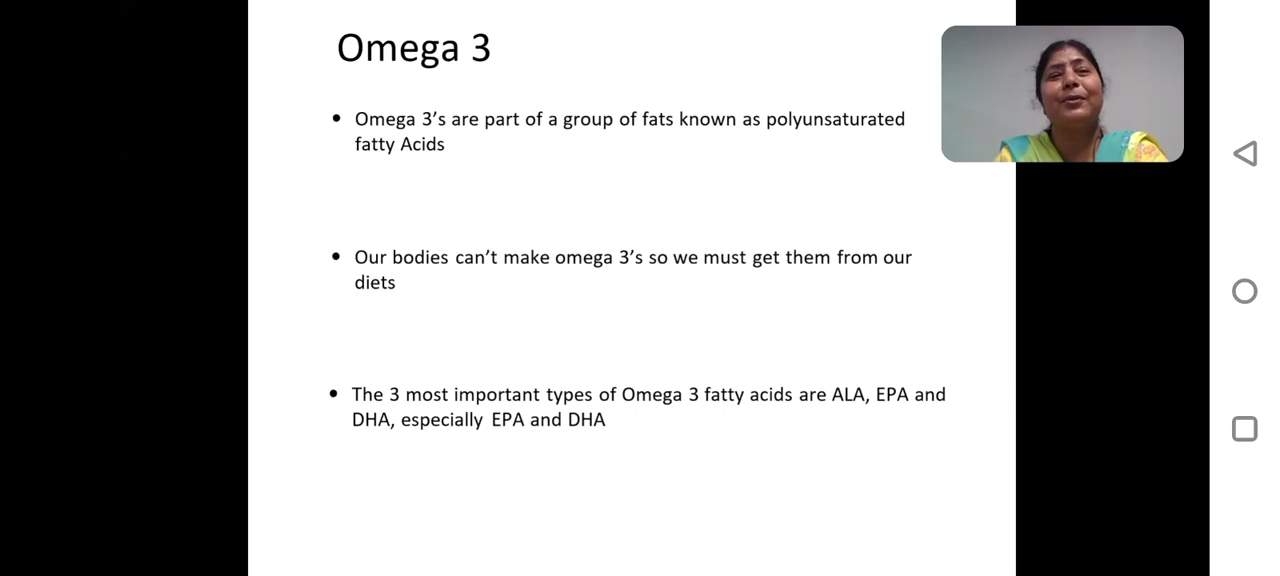 Omega 3
• Omega 3's are part of a group of fats known as polyunsaturated
fatty Acids
• Our bodies can't make omega 3's so we must get them from our
diets
• The 3 most important types of Omega 3 fatty acids are ALA, EPA and
DHA, especially EPA and DHA